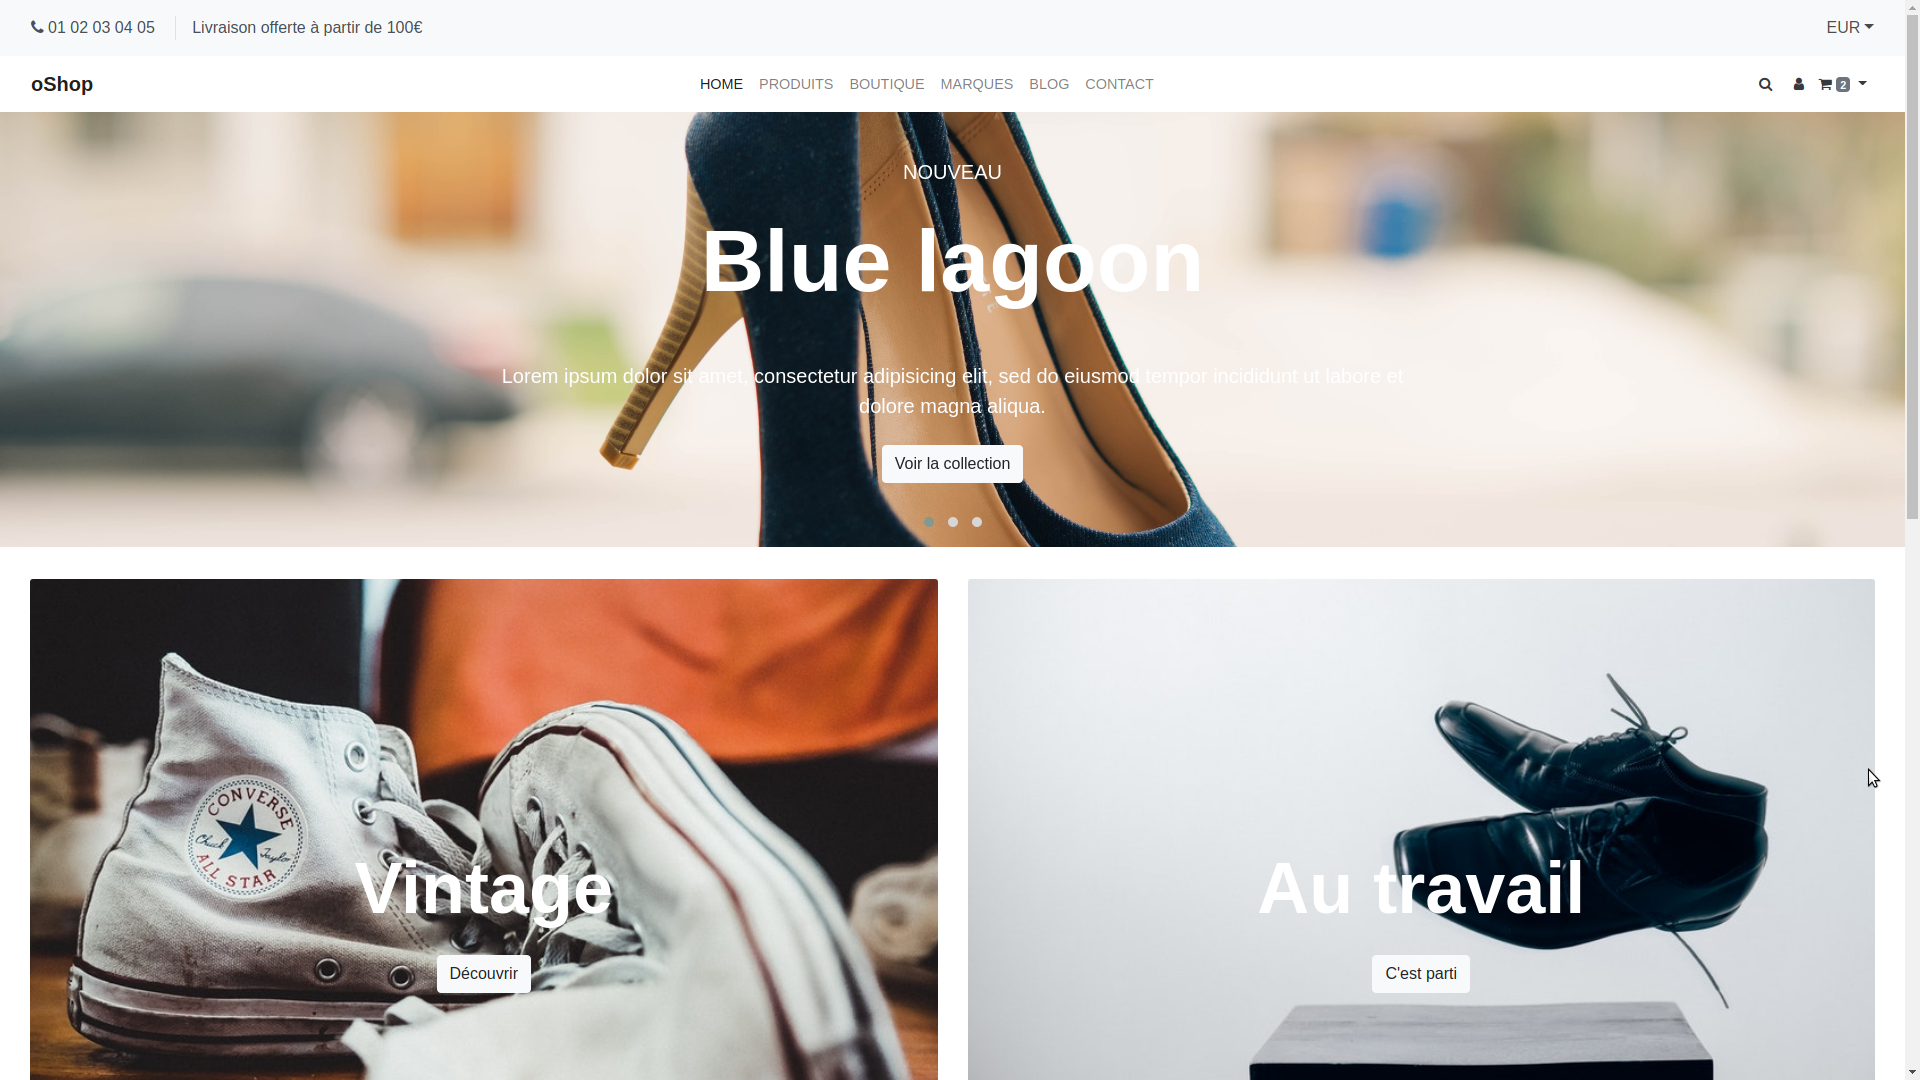 01 02 03 04 05
Livraison offerte à partir de 100€
EUR
oShop
HOME PRODUITS BOUTIQUE MARQUES BLOG CONTACT
2
NOUVEAU
Blue lagoon
Lorem ipsum dolor sit amet, consectetur adipisicing elit, sed do eiusmod tempor incididunt ut labore et
dolore magna aliqua.
Voir la collection
CONVERSE
Chuck Taylor
ALL STAR
Vintage
Découvrir
Au travail
C'est parti